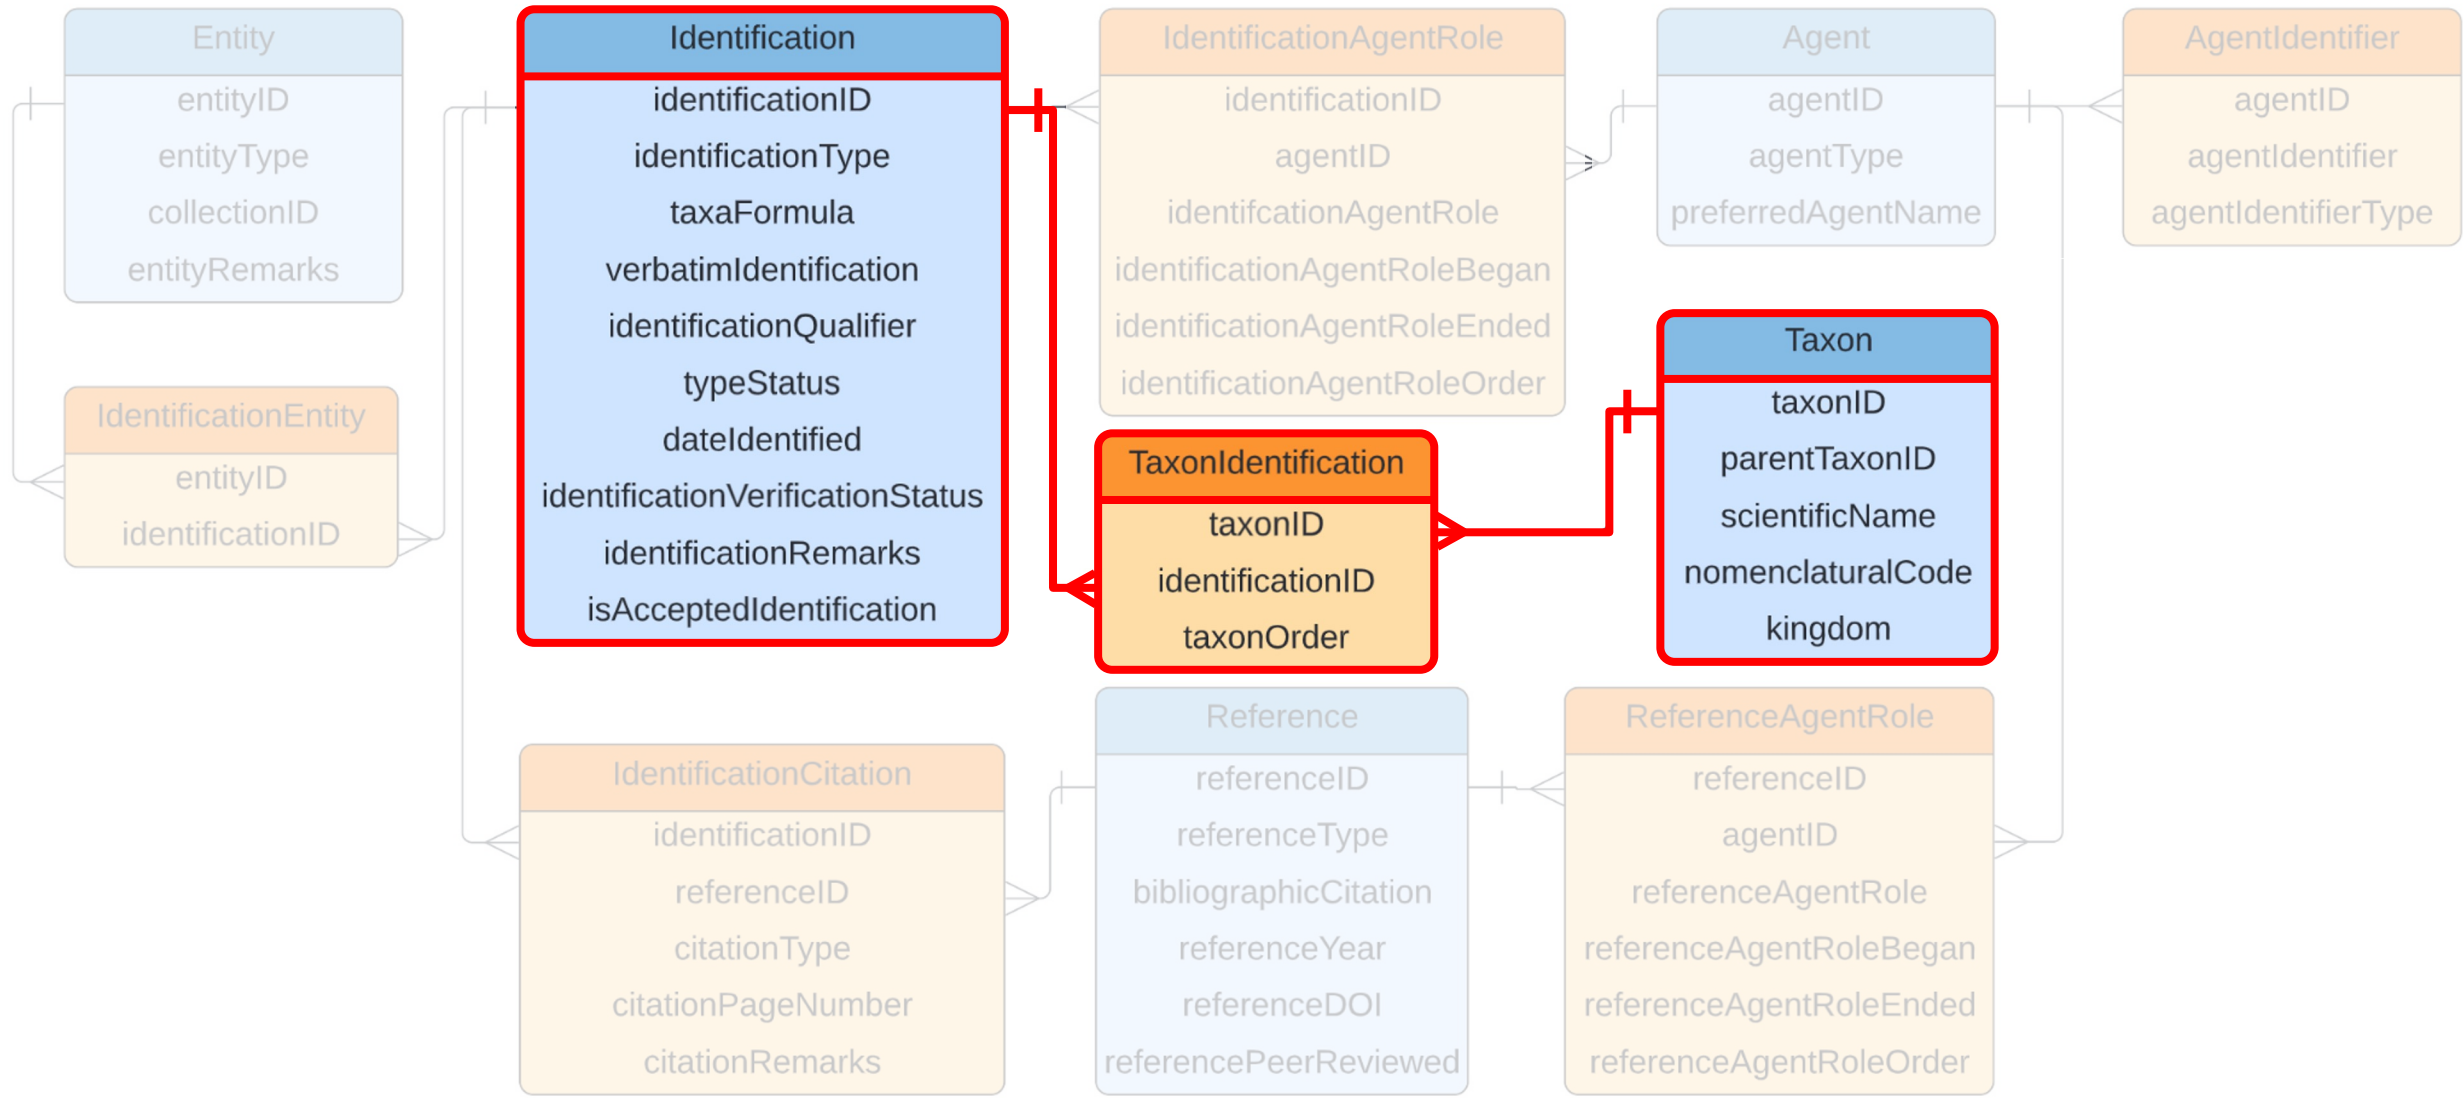 Entity
entityID
entityType
collectionID
entityRemarks
IdentificationEntity
entityID
identificationID
Identification
identificationID
identificationType
taxaFormula
verbatimIdentification
identificationQualifier
typeStatus
dateIdentified
identificationVerificationStatus
identificationRemarks
isAcceptedIdentification
IdentificationAgentRole
identificationID
agentID
identifcationAgentRole
identificationAgentRoleBegan
identificationAgentRoleEnded
identificationAgentRoleOrder
Agent
agentID
agentType
preferredAgentName
AgentIdentifier
agentID
agentIdentifier
agentIdentifierType
TaxonIdentification
taxonID
identificationID
taxonOrder
Taxon
taxonID
parentTaxonID
scientificName
nomenclaturalCode
kingdom
IdentificationCitation
identificationID
referenceID
citationType
citationPageNumber
citationRemarks
Reference
referenceID
referenceType
bibliographicCitation
referenceYear
referenceDOI
referencePeerReviewed
ReferenceAgentRole
referenceID
agentID
referenceAgentRole
referenceAgentRoleBegan
referenceAgentRoleEnded
referenceAgentRoleOrder